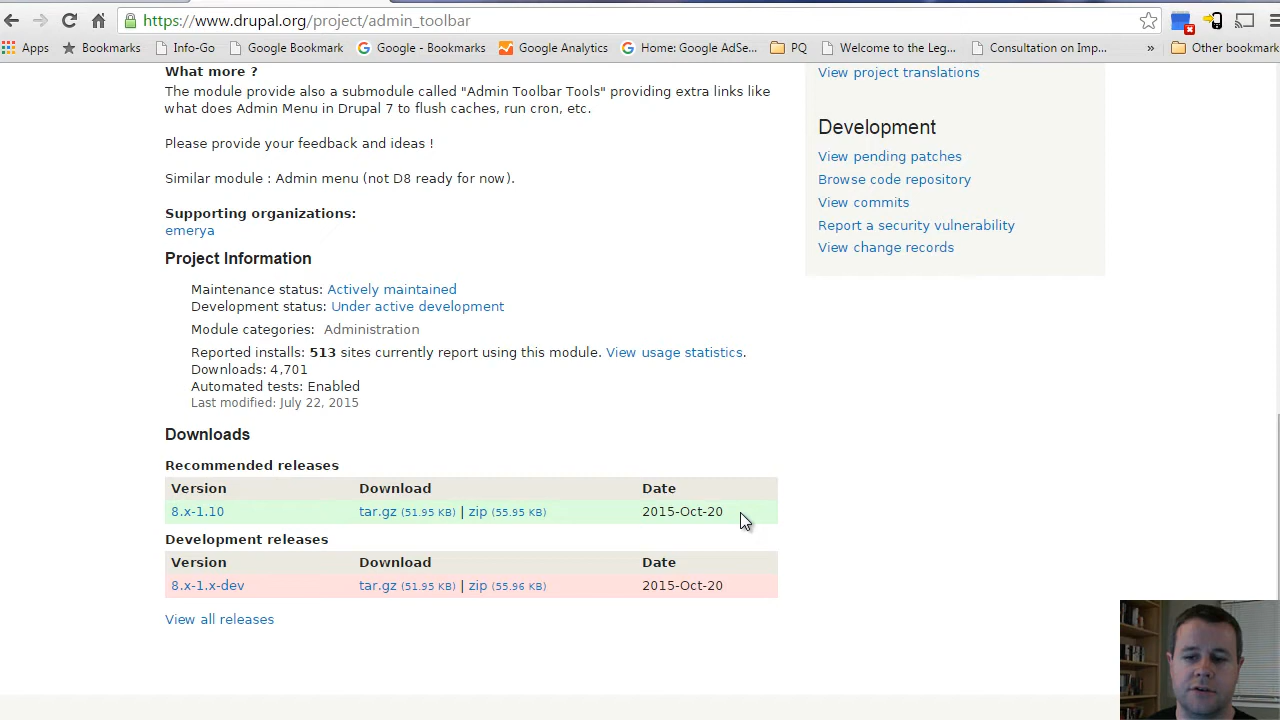 https://www.drupal.org/project/admin_toolbar
Apps Bookmarks Info-Go Google Bookmark Google - Bookmarks Google Analytics Home: Google AdSe... PQ Welcome to the Leg... Consultation on Imp... » Other bookmark
What more ?
The module provide also a submodule called "Admin Toolbar Tools" providing extra links like
what does Admin Menu in Drupal 7 to flush caches, run cron, etc.
Please provide your feedback and ideas !
Similar module : Admin menu (not D8 ready for now).
Supporting organizations:
emerya
Project Information
Maintenance status: Actively maintained
Development status: Under active development
Module categories: Administration
Reported installs: 513 sites currently report using this module. View usage statistics.
Downloads: 4,701
Automated tests: Enabled
Last modified: July 22, 2015
Downloads
Recommended releases
Version Download Date
8.x-1.10 tar.gz (51.95 KB) | zip (55.95 KB) 2015-Oct-20
Development releases
Version Download Date
8.x-1.x-dev tar.gz (51.95 KB) | zip (55.96 KB) 2015-Oct-20
View all releases
View project translations
Development
View pending patches
Browse code repository
View commits
Report a security vulnerability
View change records